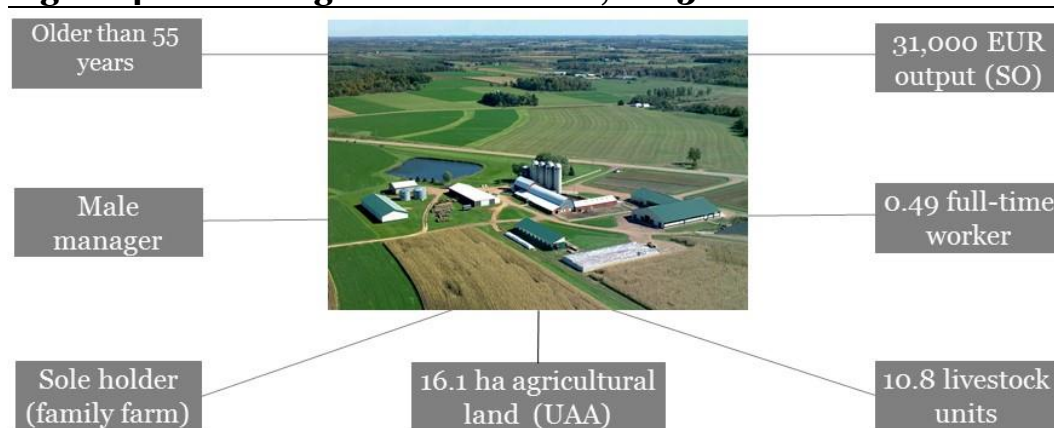 Older than 55
years
31,000 EUR
output (SO)
Male
manager
0.49 full-time
worker
Sole holder
(family farm)
16.1 ha agricultural
land (UAA)
10.8 livestock
units